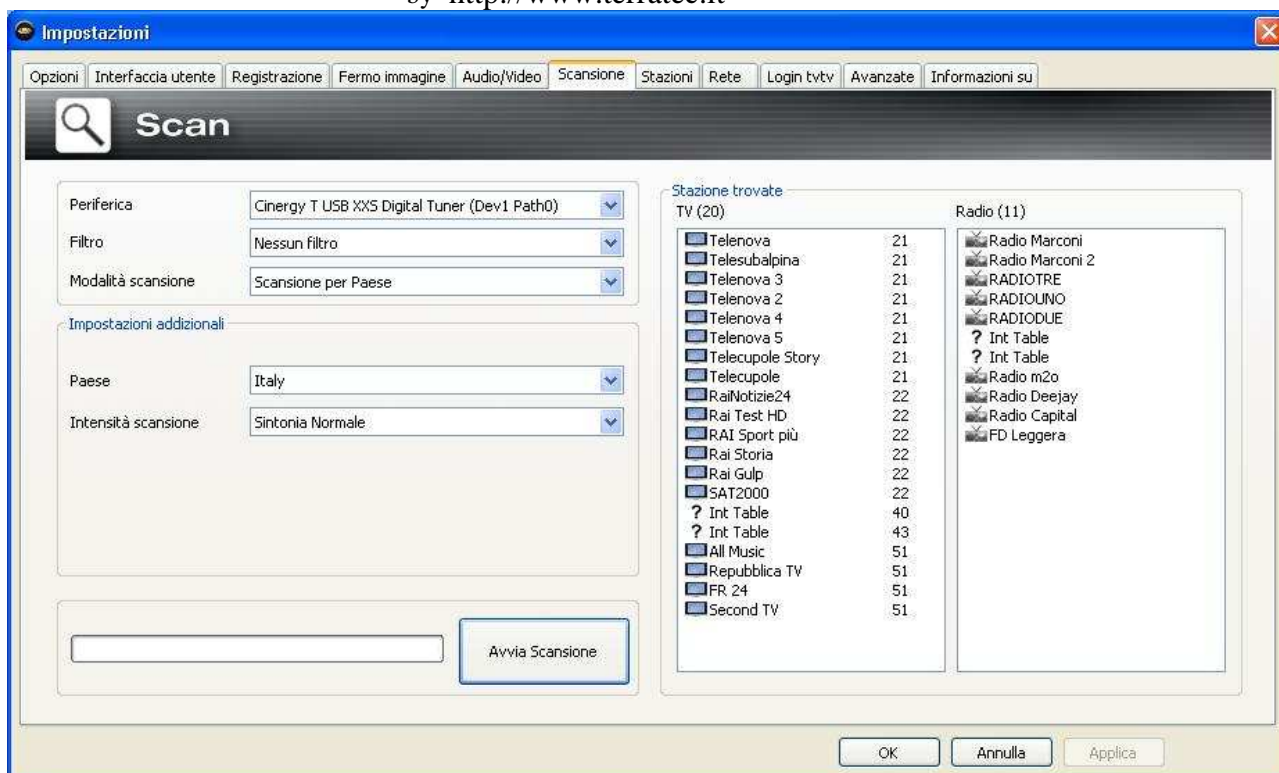 by http://www.terratec.it
Impostazioni
Opzioni Interfaccia utente Registrazione Fermo immagine Audio/Video Scansione Stazioni Rete Login tvtv Avanzate Informazioni su
Scan
Periferica Cinergy T USB XXS Digital Tuner (Dev1 Path0)
Filtro Nessun filtro
Modalità scansione Scansione per Paese
Impostazioni addizionali
Paese Italy
Intensità scansione Sintonia Normale
Avvia Scansione
Stazione trovate
TV (20)
Telenova 21
Telesubalpina 21
Telenova 3 21
Telenova 2 21
Telenova 4 21
Telenova 5 21
Telecupole Story 21
Telecupole 21
RaiNotizie24 22
Rai Test HD 22
RAI Sport più 22
Rai Storia 22
Rai Gulp 22
SAT2000 22
? Int Table 40
? Int Table 43
All Music 51
Repubblica TV 51
FR 24 51
Second TV 51
Radio (11)
Radio Marconi
Radio Marconi 2
RADIOTRE
RADIOUNO
RADIODUE
? Int Table
? Int Table
Radio m2o
Radio Deejay
Radio Capital
FD Leggera
OK Annulla Applica